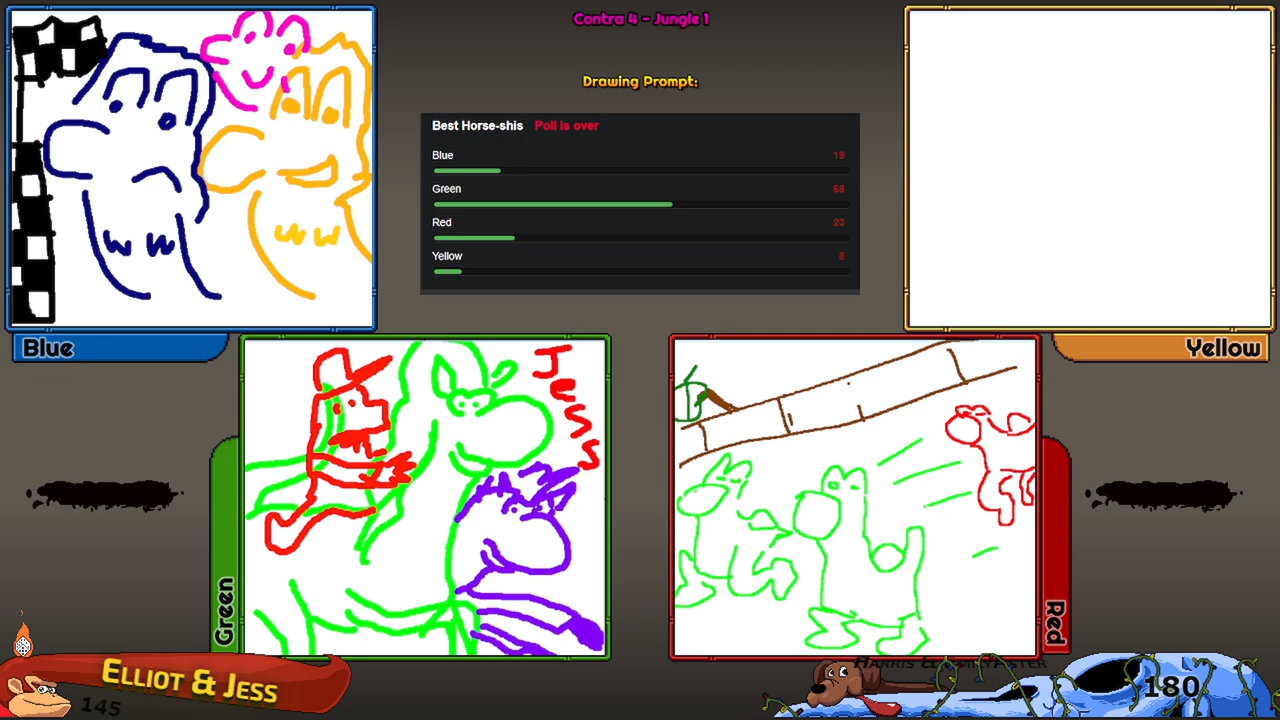 Contra 4 - Jungle 1
Drawing Prompt:
Best Horse-shis Poll is over
Blue 19
Green 68
Red 23
Yellow 8
Blue
Yellow
Jess
Green
Red
Elliot & Jess
145
180